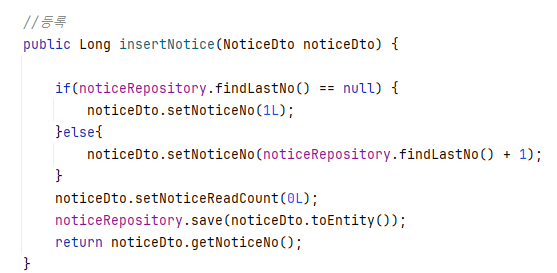 //등록
public Long insertNotice(NoticeDto noticeDto) {
if(noticeRepository.findLastNo() == null) {
noticeDto.setNoticeNo(1L);
}else{
noticeDto.setNoticeNo(noticeRepository.findLastNo() + 1);
}
noticeDto.setNoticeReadCount(0L);
noticeRepository.save(noticeDto.toEntity());
return noticeDto.getNoticeNo();
}